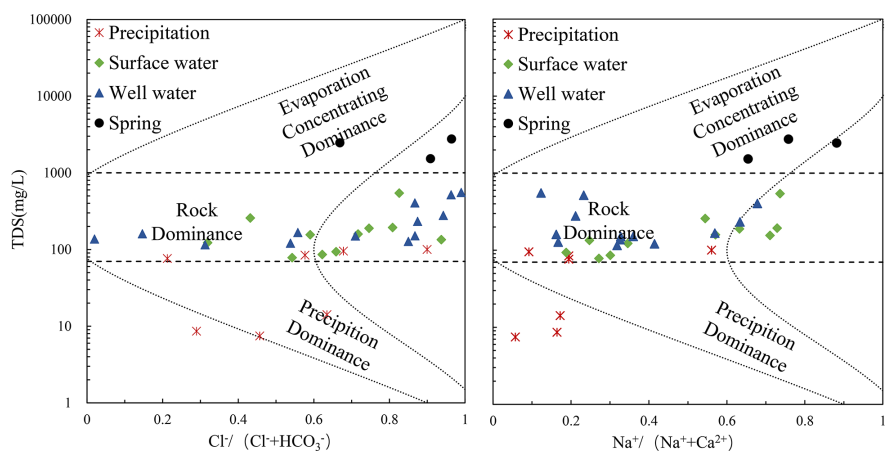 100000
10000
1000
100
10
1
TDS(mg/L)
Precipitation
Surface water
Well water
Spring
Evaporation
Concentrating
Dominance
Rock
Dominance
Precipition
Dominance
0
0.2
0.4
0.6
0.8
1
Cl⁻/ (Cl⁻+HCO₃⁻)
Precipitation
Surface water
Well water
Spring
Evaporation
Concentrating
Dominance
Rock
Dominance
Precipition
Dominance
0
0.2
0.4
0.6
0.8
1
Na⁺/ (Na⁺+Ca²⁺)